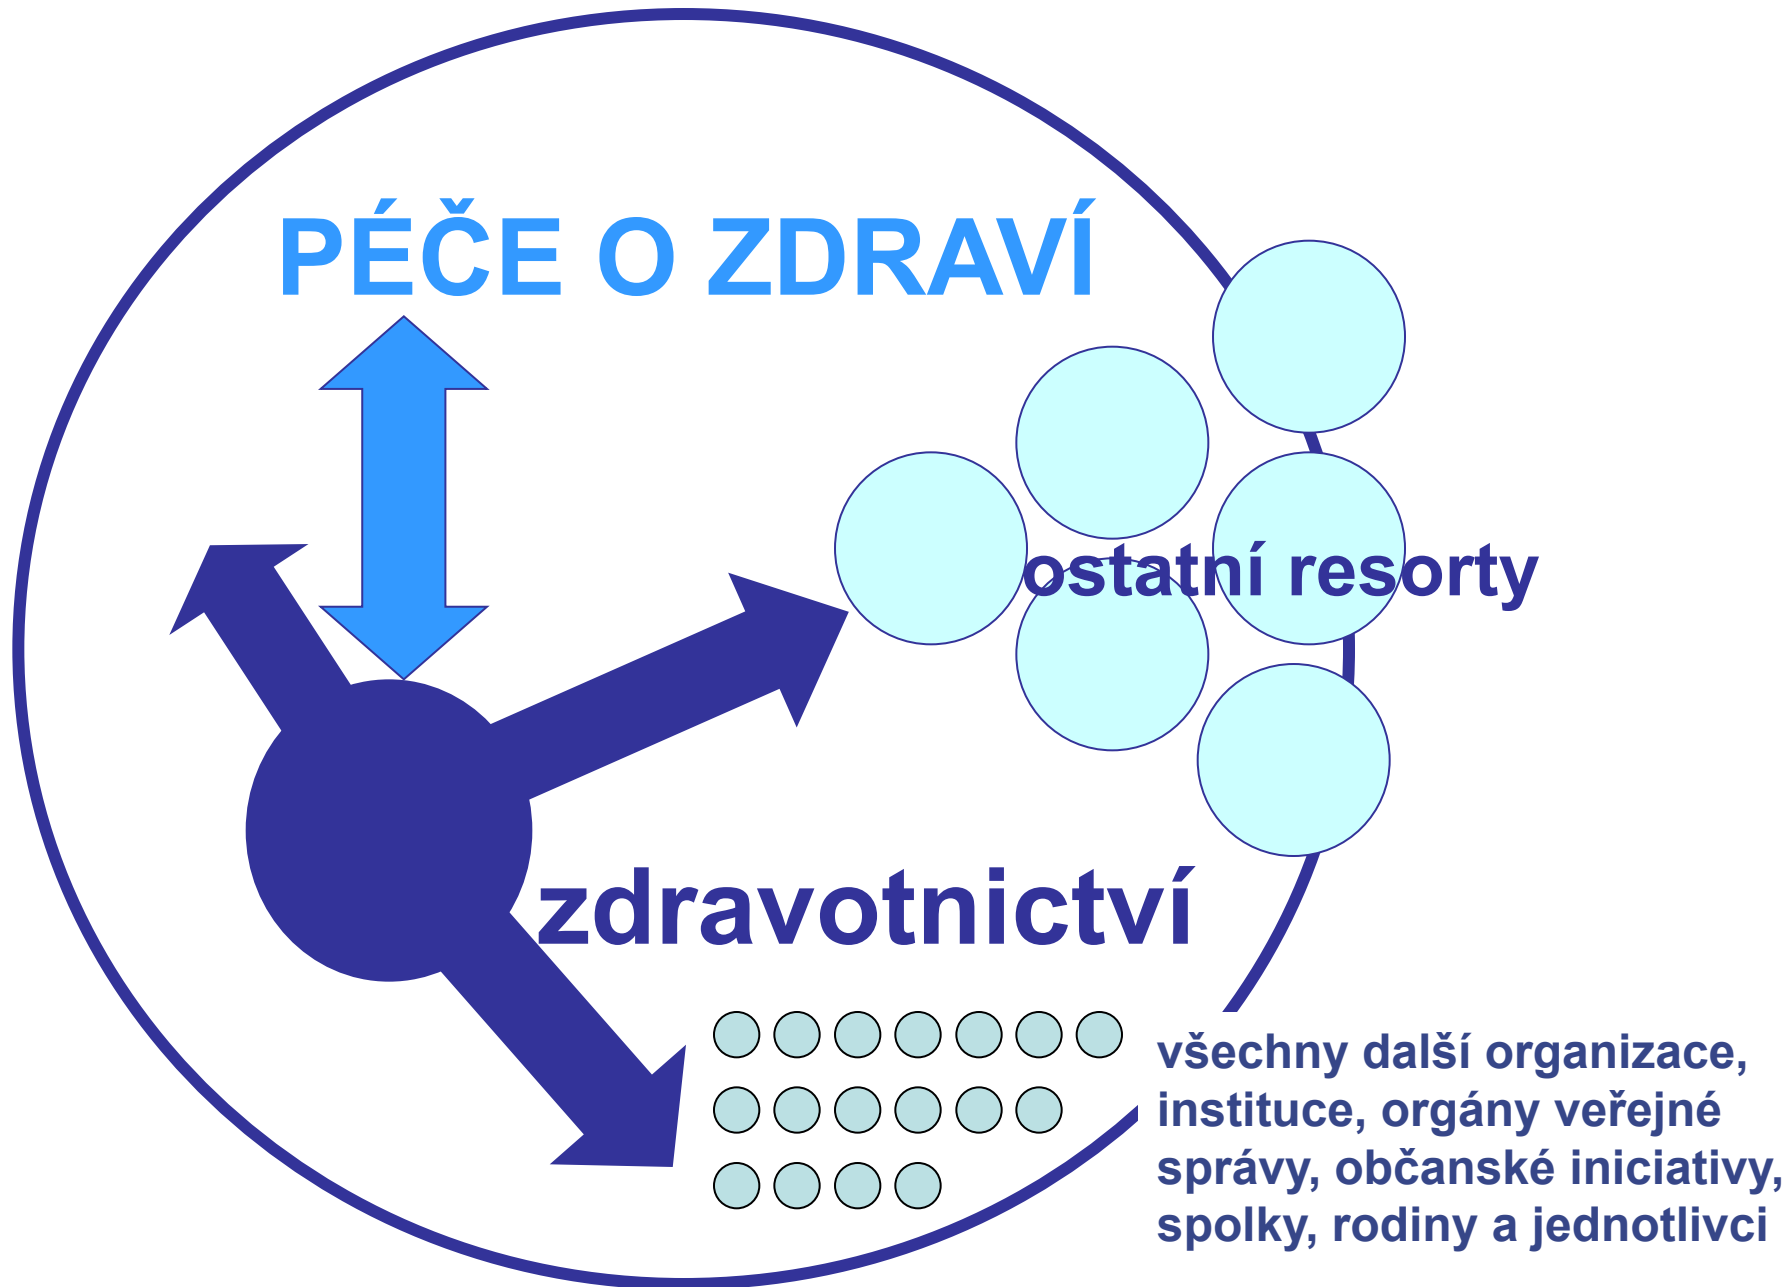 PÉČE O ZDRAVÍ
ostatní resorty
zdravotnictví
všechny další organizace,
instituce, orgány veřejné
správy, občanské iniciativy,
spolky, rodiny a jednotlivci